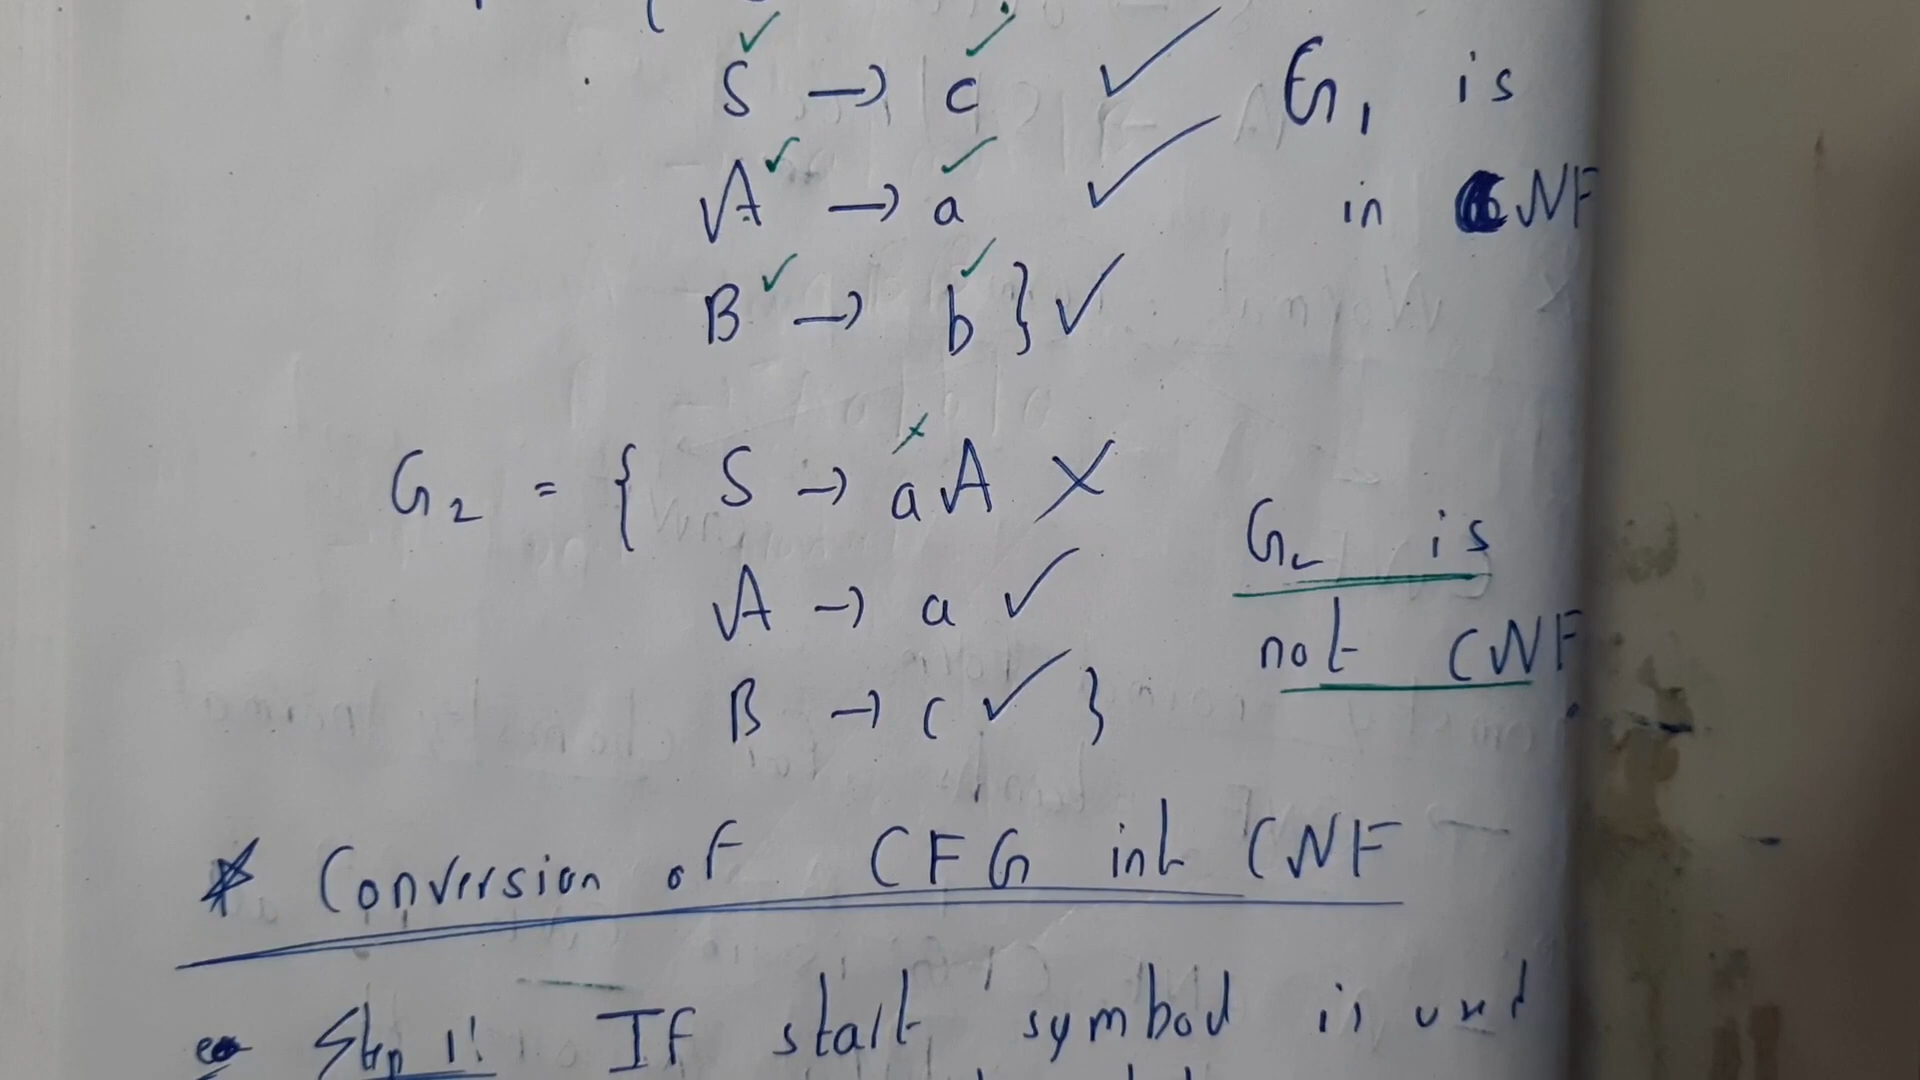 S → c
G1 is
A → a
in CNF
B → b }
G2 = { S → aA X
G2 is
A → a
not CNF
B → c }
* Conversion of CFG into CNF
Step 1: If start symbol is used